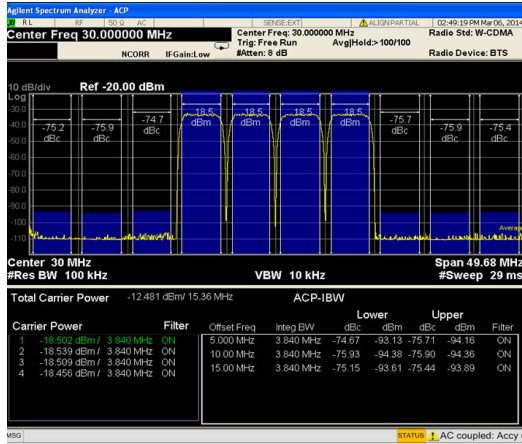 Agilent Spectrum Analyzer - ACP
RL RF 50 Ω AC SENSE:EXT ALIGN PARTIAL 02:49:19 PM Mar 06, 2014
Center Freq 30.000000 MHz Center Freq: 30.000000 MHz Radio Std: W-CDMA
Trig: Free Run Avg|Hold:> 100/100
NCORR IFGain:Low #Atten: 8 dB Radio Device: BTS
10 dB/div Ref -20.00 dBm
Log
-30.0
-40.0
-50.0
-60.0
-70.0
-80.0
-90.0
-100
-110
-75.2 dBc
-75.9 dBc
-74.7 dBc
-18.5 dBm
-18.5 dBm
-18.5 dBm
-18.5 dBm
-75.7 dBc
-75.9 dBc
-75.4 dBc
Average
Center 30 MHz Span 49.68 MHz
#Res BW 100 kHz VBW 10 kHz #Sweep 29 ms
Total Carrier Power -12.481 dBm/ 15.36 MHz ACP-IBW
Lower Upper
Carrier Power Filter Offset Freq Integ BW dBc dBm dBc dBm Filter
1 -18.502 dBm / 3.840 MHz ON 5.000 MHz 3.840 MHz -74.67 -93.13 -75.71 -94.16 ON
2 -18.539 dBm / 3.840 MHz ON 10.00 MHz 3.840 MHz -75.93 -94.38 -75.90 -94.36 ON
3 -18.509 dBm / 3.840 MHz ON 15.00 MHz 3.840 MHz -75.15 -93.61 -75.44 -93.89 ON
4 -18.456 dBm / 3.840 MHz ON
MSG STATUS AC coupled: Accy